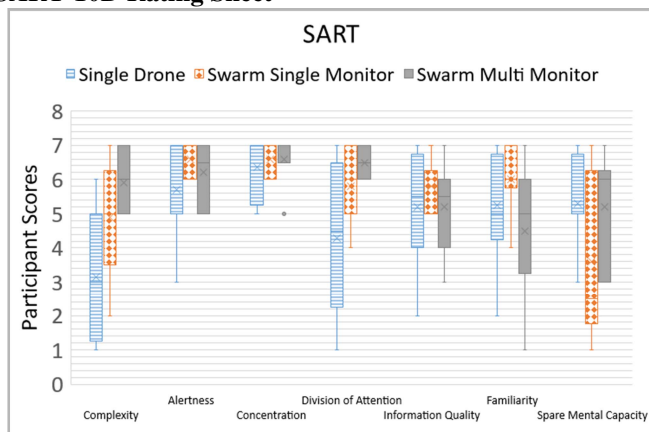 SART
Single Drone Swarm Single Monitor Swarm Multi Monitor
8
7
6
5
4
3
2
1
0
Participant Scores
Alertness Division of Attention Familiarity
Complexity Concentration Information Quality Spare Mental Capacity